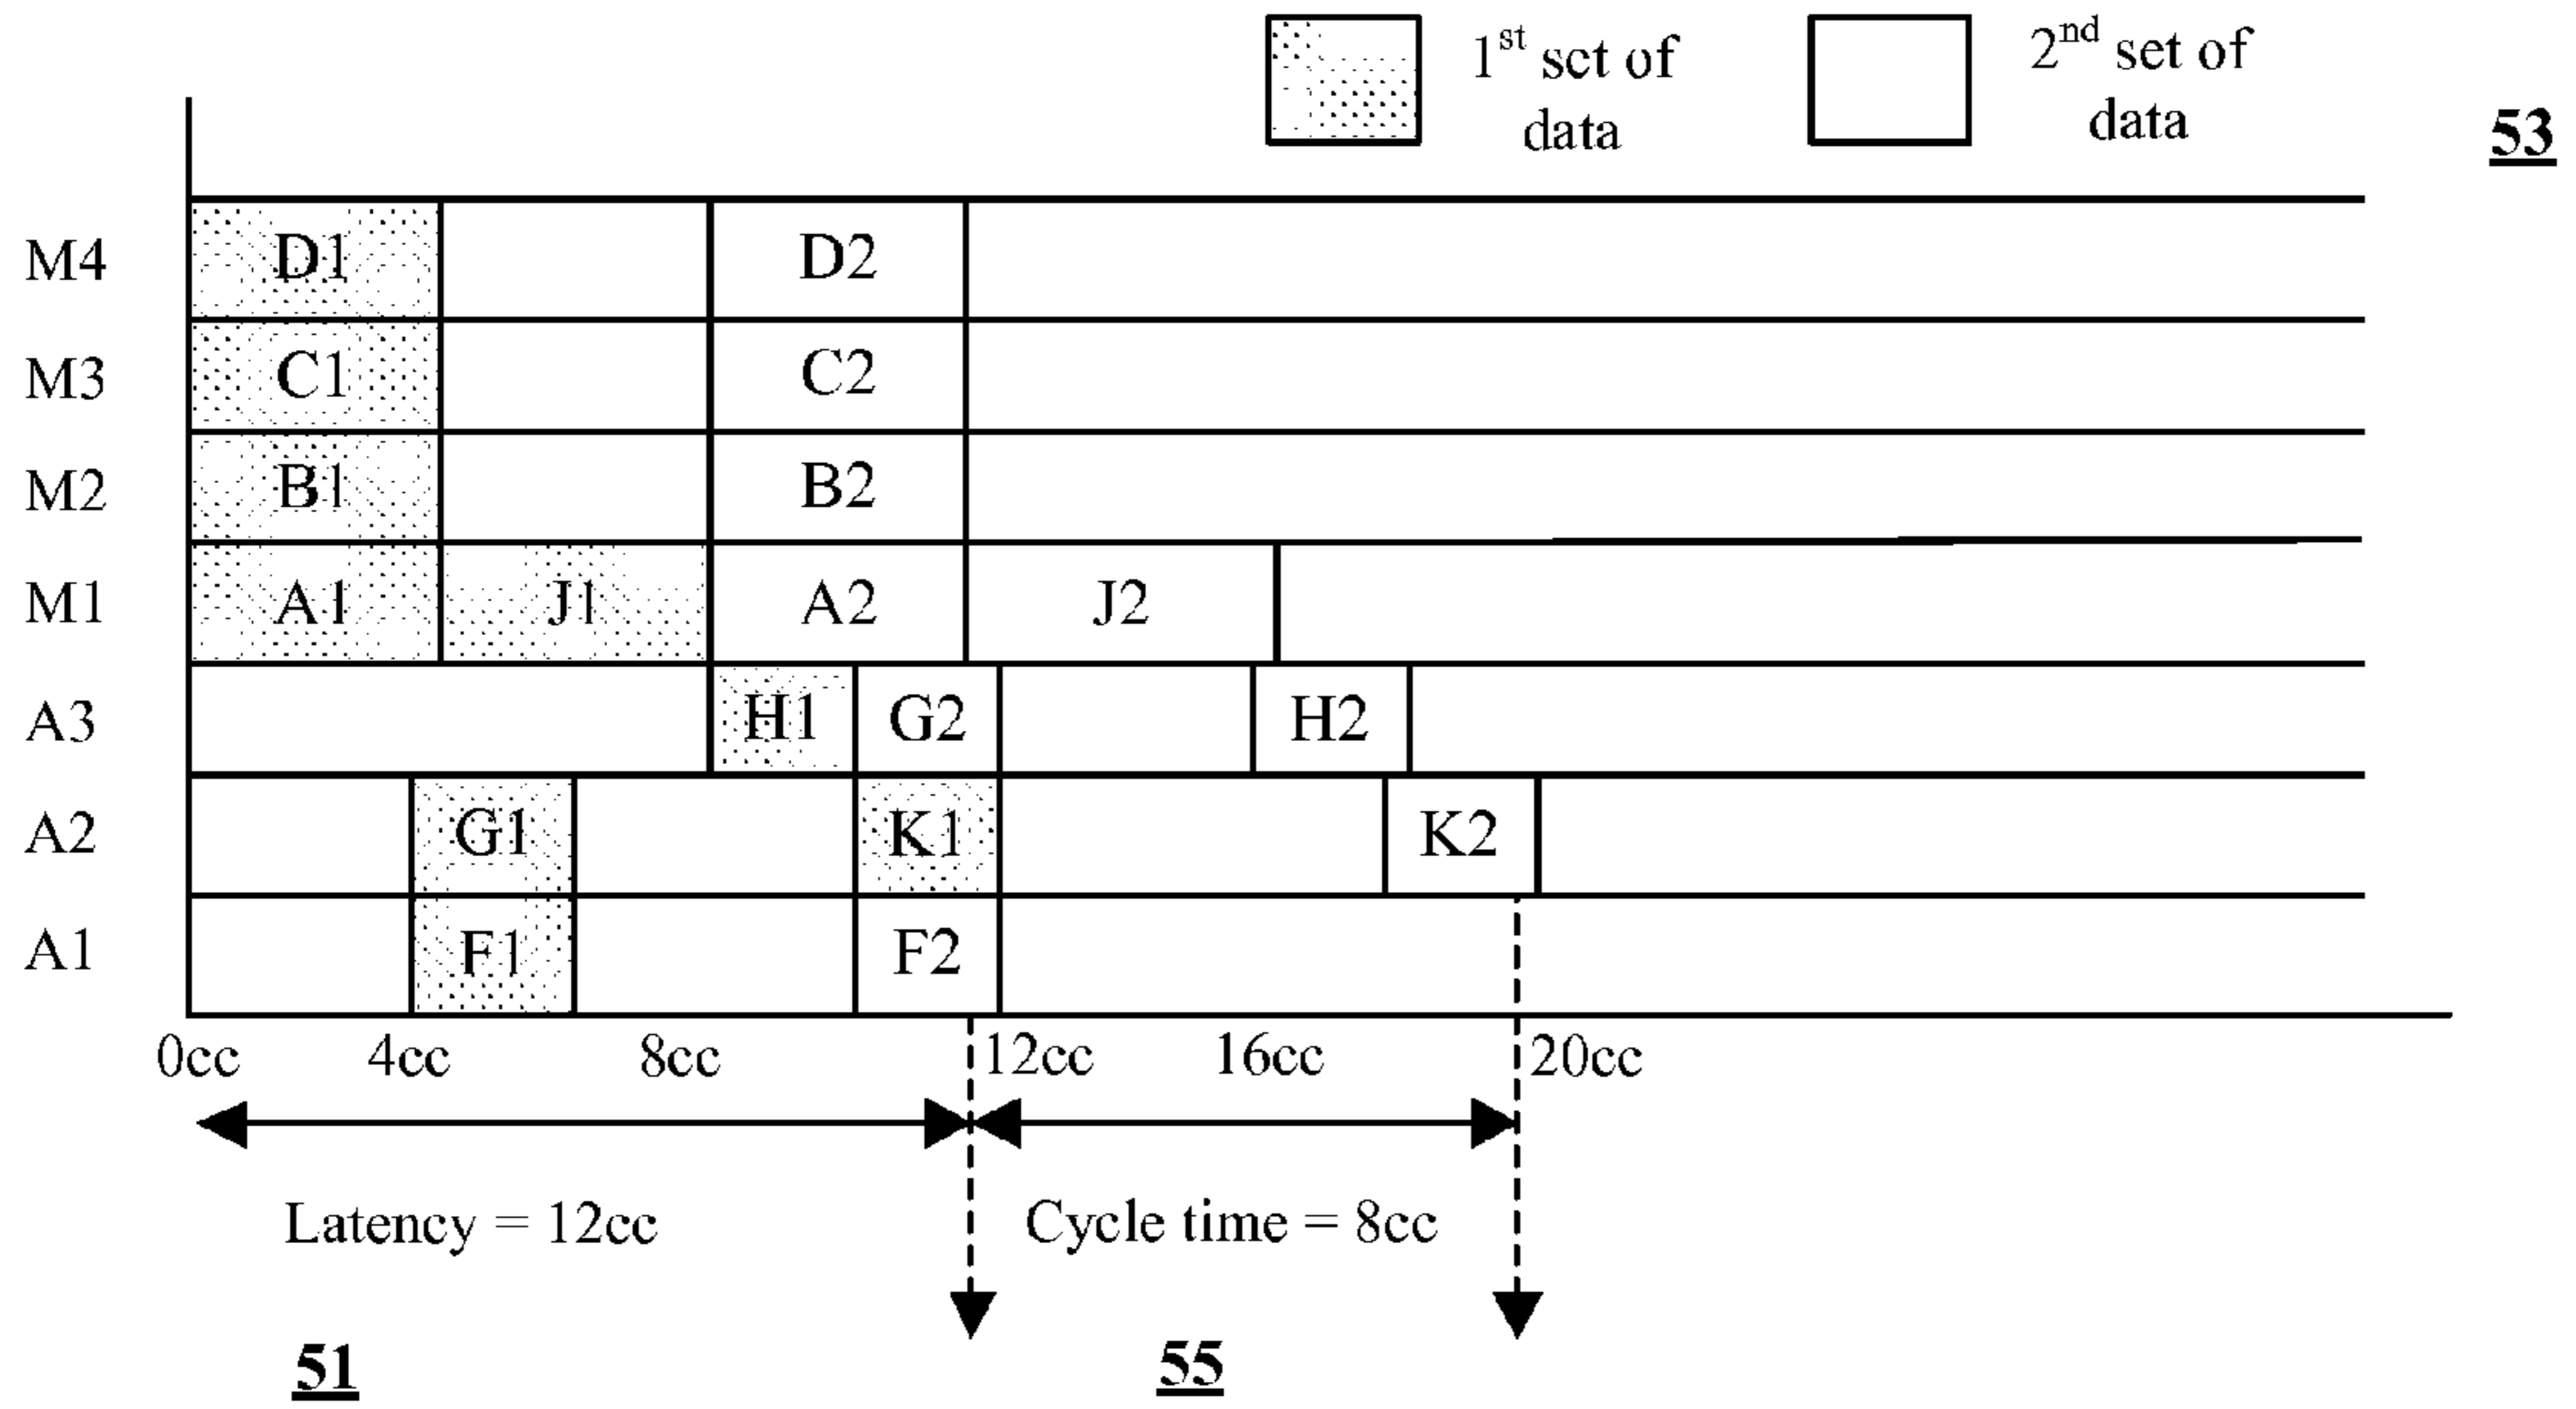 1st set of data
2nd set of data
53
M4 D1 D2
M3 C1 C2
M2 B1 B2
M1 A1 J1 A2 J2
A3 H1 G2 H2
A2 G1 K1 K2
A1 F1 F2
0cc 4cc 8cc 12cc 16cc 20cc
Latency = 12cc Cycle time = 8cc
51 55